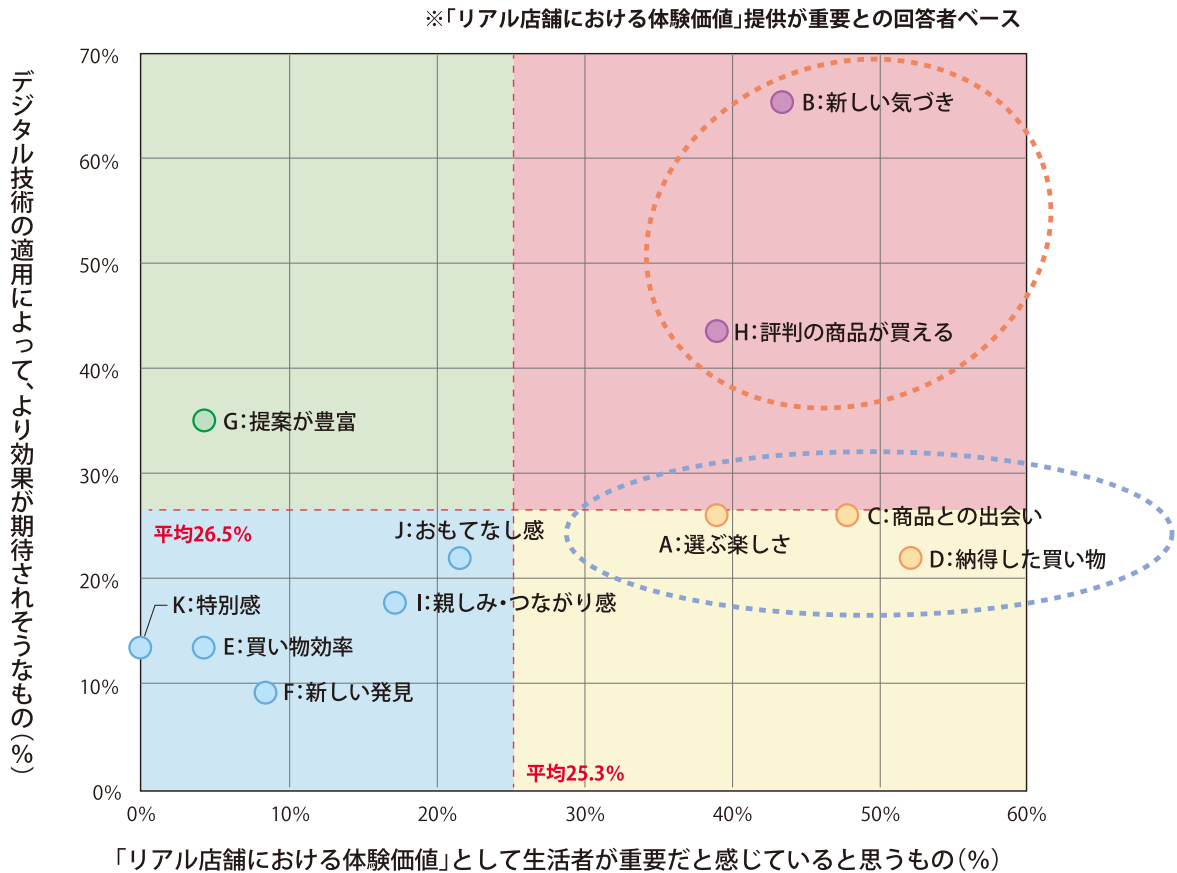 ※「リアル店舗における体験価値」提供が重要との回答者ベース
デジタル技術の適用によって、より効果が期待されそうなもの（%）
70%
60%
50%
40%
30%
20%
10%
0%
B：新しい気づき
H：評判の商品が買える
G：提案が豊富
平均26.5%
J：おもてなし感
C：商品との出会い
A：選ぶ楽しさ
D：納得した買い物
K：特別感
I：親しみ・つながり感
E：買い物効率
F：新しい発見
平均25.3%
0%
10%
20%
30%
40%
50%
60%
「リアル店舗における体験価値」として生活者が重要だと感じていると思うもの（%）